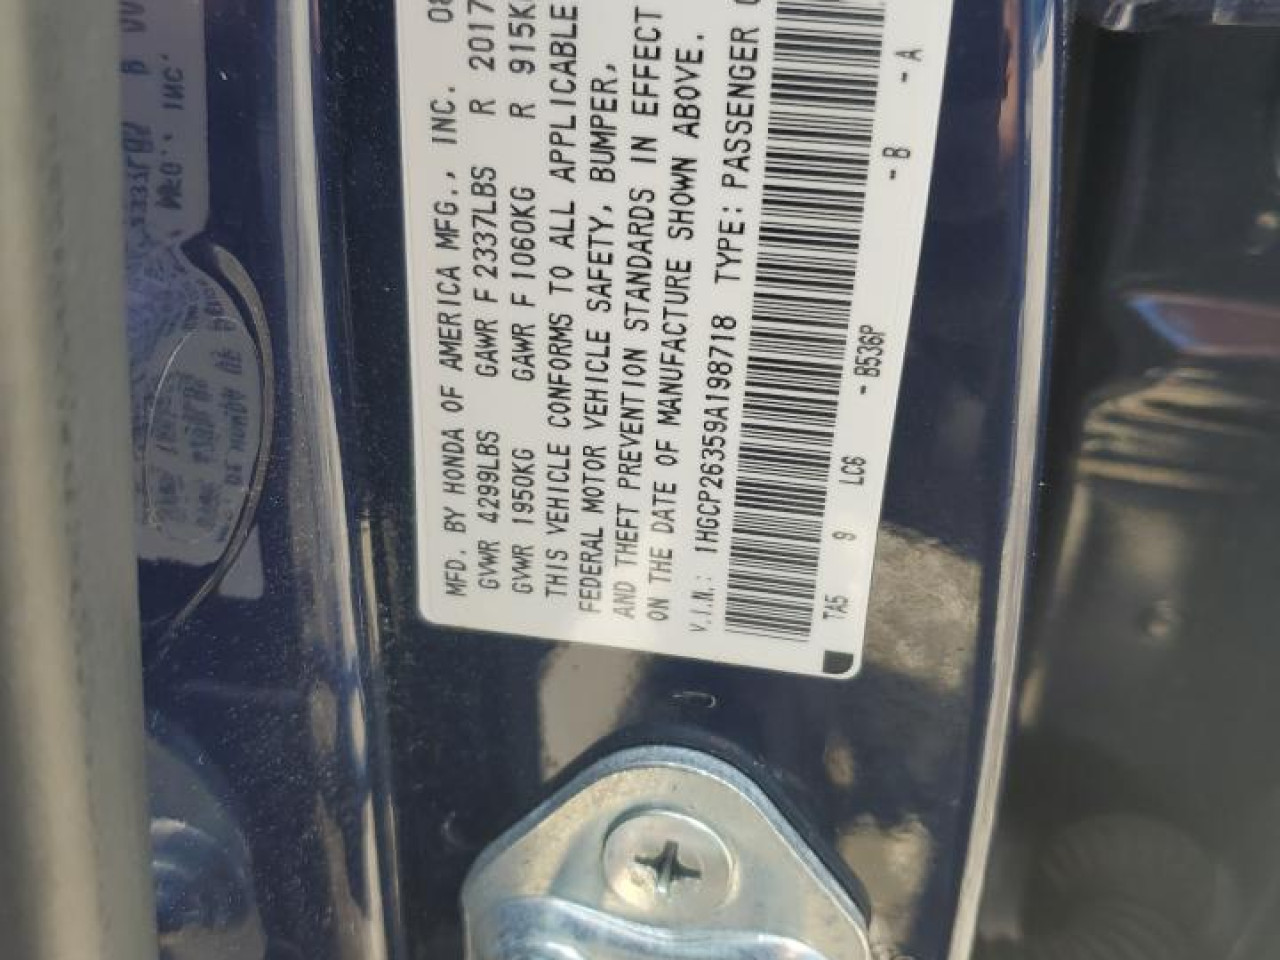 MFD. BY HONDA OF AMERICA MFG., INC. 08
GVWR 4299LBS GAWR F 2337LBS R 2017
GVWR 1950KG GAWR F 1060KG R 915K
THIS VEHICLE CONFORMS TO ALL APPLICABLE
FEDERAL MOTOR VEHICLE SAFETY, BUMPER,
AND THEFT PREVENTION STANDARDS IN EFFECT
ON THE DATE OF MANUFACTURE SHOWN ABOVE.
V.I.N.: 1HGCP26359A198718 TYPE: PASSENGER
TA5 9 LC6 - B536P - B - A